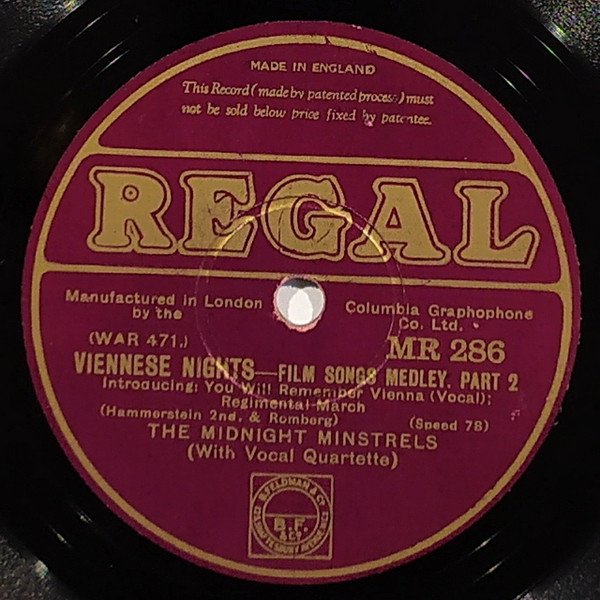 MADE IN ENGLAND
This Record (made by patented process) must
not be sold below price fixed by patentee.
REGAL
Manufactured in London
by the
Columbia Graphophone
Co. Ltd.
(WAR 471.)
MR 286
VIENNESE NIGHTS—FILM SONGS MEDLEY. PART 2
Introducing: You Will Remember Vienna (Vocal);
Regimental March
(Hammerstein 2nd. & Romberg)
(Speed 78)
THE MIDNIGHT MINSTRELS
(With Vocal Quartette)
B. FELDMAN & Co.
B.F.
& Co.